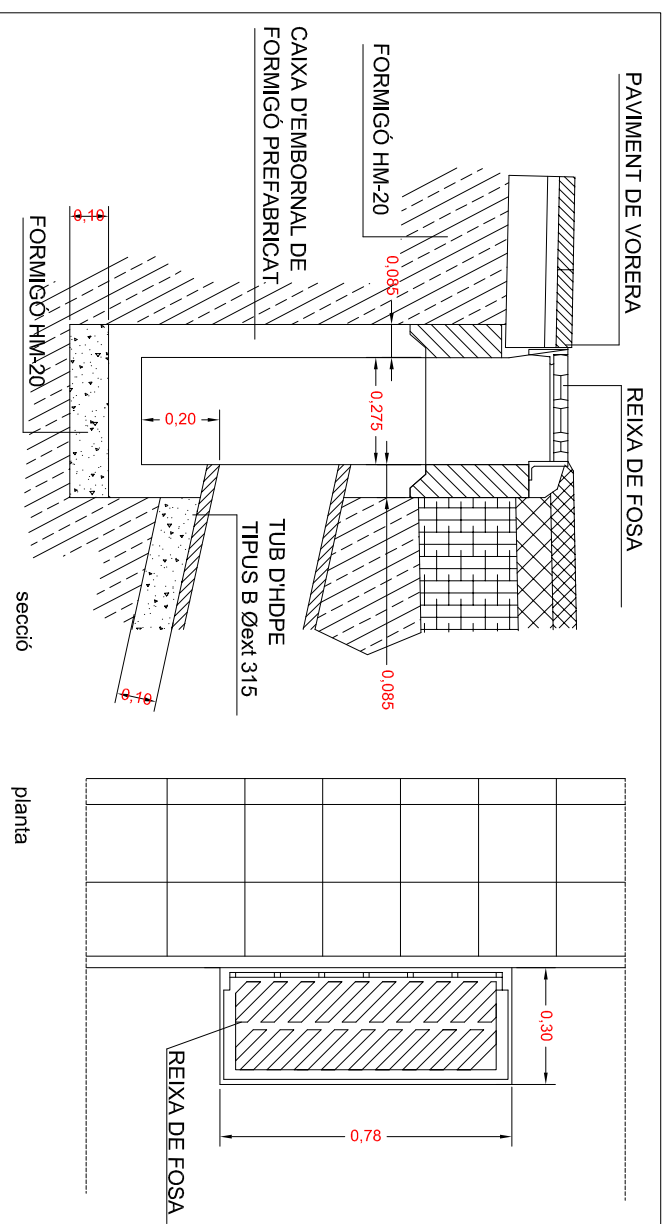 PAVIMENT DE VORERA
REIXA DE FOSA
FORMIGÓ HM-20
CAIXA D'EMBORNAL DE
FORMIGÓ PREFABRICAT
0,085
0,275
0,085
0,20
0,10
FORMIGÓ HM-20
TUB D'HDPE
TIPUS B Øext 315
0,10
secció
0,30
0,78
REIXA DE FOSA
planta